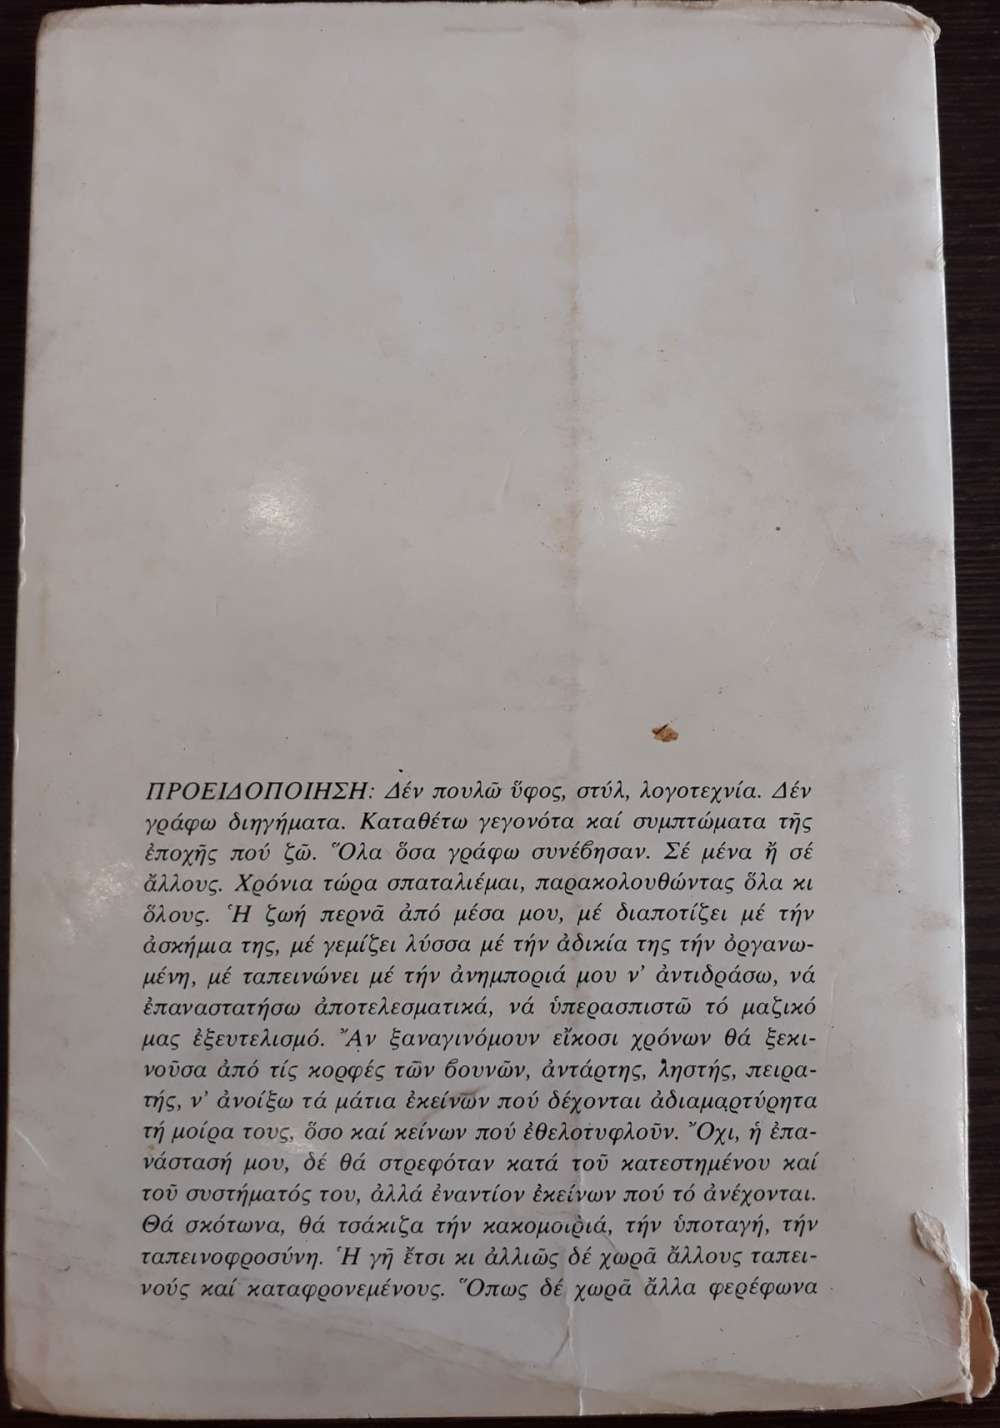 ΠΡΟΕΙΔΟΠΟΙΗΣΗ: Δέν πουλῶ ὕφος, στύλ, λογοτεχνία. Δέν
γράφω διηγήματα. Καταθέτω γεγονότα καί συμπτώματα τῆς
ἐποχῆς πού ζῶ. Ὅλα ὅσα γράφω συνέβησαν. Σέ μένα ἤ σέ
ἄλλους. Χρόνια τώρα σπαταλιέμαι, παρακολουθώντας ὅλα κι
ὅλους. Ἡ ζωή περνᾶ ἀπό μέσα μου, μέ διαποτίζει μέ τήν
ἀσκήμια της, μέ γεμίζει λύσσα μέ τήν ἀδικία της τήν ὀργανω-
μένη, μέ ταπεινώνει μέ τήν ἀνημποριά μου ν' ἀντιδράσω, νά
ἐπαναστατήσω ἀποτελεσματικά, νά ὑπερασπιστῶ τό μαζικό
μας ἐξευτελισμό. Ἄν ξαναγινόμουν εἴκοσι χρόνων θά ξεκι-
νοῦσα ἀπό τίς κορφές τῶν βουνῶν, ἀντάρτης, ληστής, πειρα-
τής, ν' ἀνοίξω τά μάτια ἐκείνων πού δέχονται ἀδιαμαρτύρητα
τή μοίρα τους, ὅσο καί κείνων πού ἐθελοτυφλοῦν. Ὄχι, ἡ ἐπα-
νάστασή μου, δέ θά στρεφόταν κατά τοῦ κατεστημένου καί
τοῦ συστήματός του, ἀλλά ἐναντίον ἐκείνων πού τό ἀνέχονται.
Θά σκότωνα, θά τσάκιζα τήν κακομοιριά, τήν ὑποταγή, τήν
ταπεινοφροσύνη. Ἡ γῆ ἔτσι κι ἀλλιῶς δέ χωρᾶ ἄλλους ταπει-
νούς καί καταφρονεμένους. Ὅπως δέ χωρᾶ ἄλλα φερέφωνα